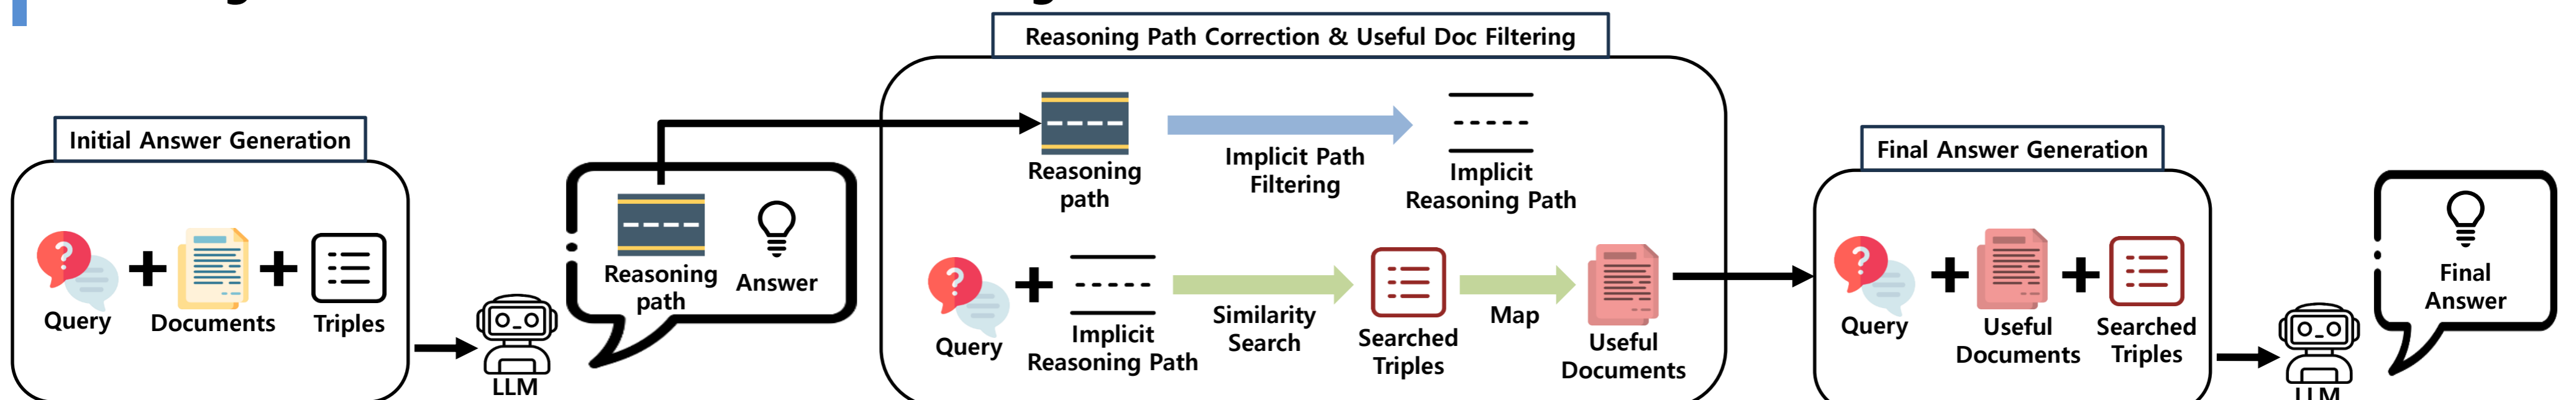 Reasoning Path Correction & Useful Doc Filtering
Initial Answer Generation
Query
Documents
Triples
LLM
Reasoning
path
Answer
Reasoning
path
Implicit Path
Filtering
Implicit
Reasoning Path
Query
Implicit
Reasoning Path
Similarity
Search
Searched
Triples
Map
Useful
Documents
Final Answer Generation
Query
Useful
Documents
Searched
Triples
LLM
Final
Answer